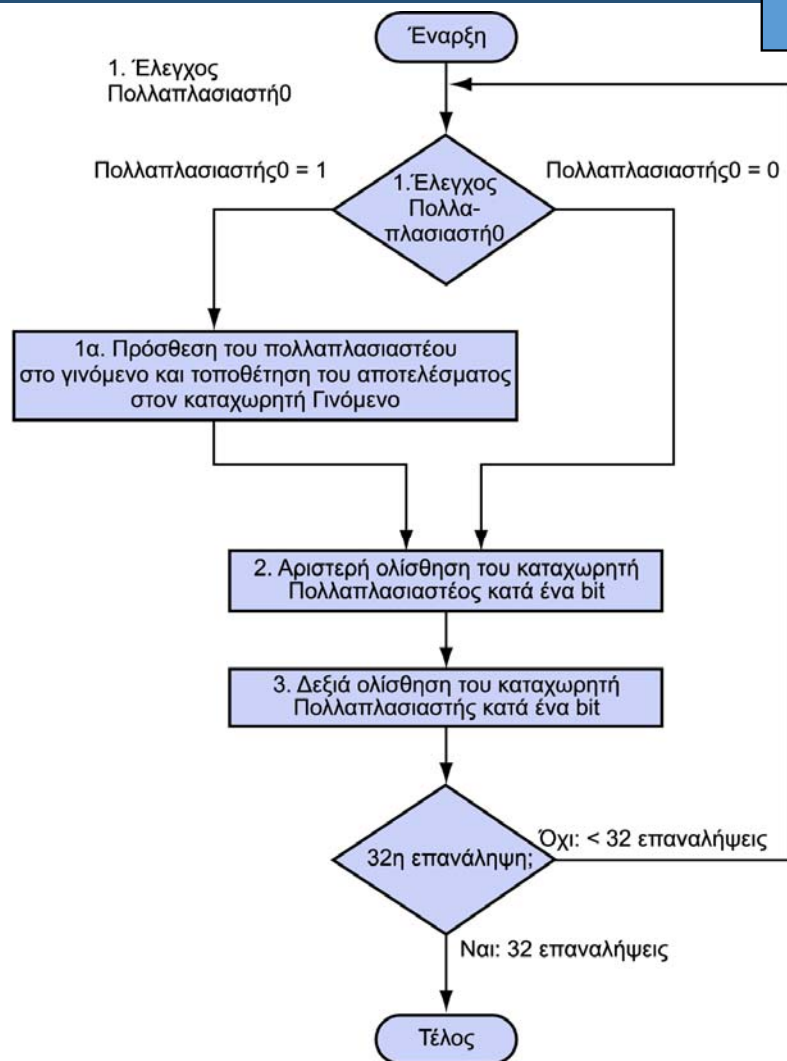 Έναρξη
1. Έλεγχος
Πολλαπλασιαστή0
Πολλαπλασιαστής0 = 1
1.Έλεγχος
Πολλα-
πλασιαστή0
Πολλαπλασιαστής0 = 0
1α. Πρόσθεση του πολλαπλασιαστέου
στο γινόμενο και τοποθέτηση του αποτελέσματος
στον καταχωρητή Γινόμενο
2. Αριστερή ολίσθηση του καταχωρητή
Πολλαπλασιαστέος κατά ένα bit
3. Δεξιά ολίσθηση του καταχωρητή
Πολλαπλασιαστής κατά ένα bit
32η επανάληψη;
Όχι: < 32 επαναλήψεις
Ναι: 32 επαναλήψεις
Τέλος